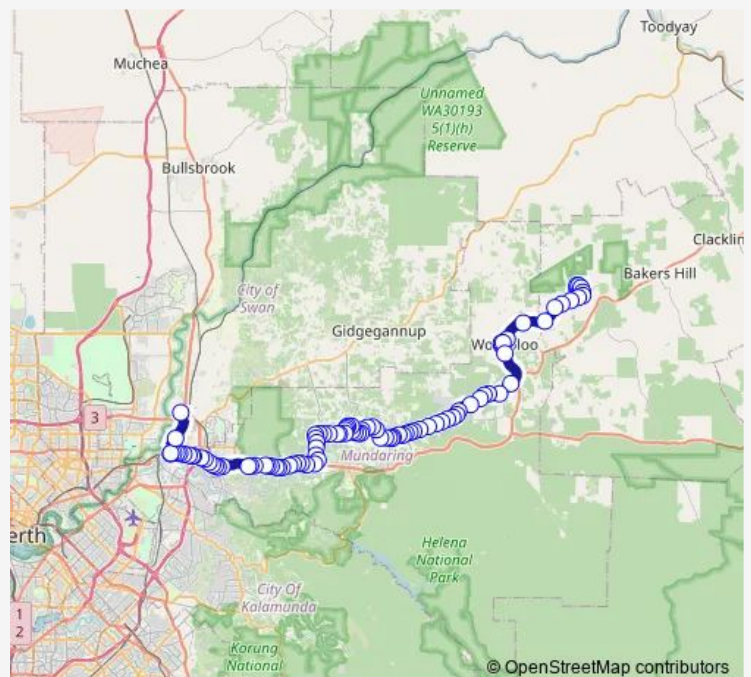 Toodyay
Muchea
Unnamed
WA30193
5(1)(h)
Reserve
Bullsbrook
Clacklin
Bakers Hill
City of
Swan
Gidgegannup
3
Mundaring
erth
Helena
National
Park
City Of
Kalamunda
1
2
Korung
National
© OpenStreetMap contributors